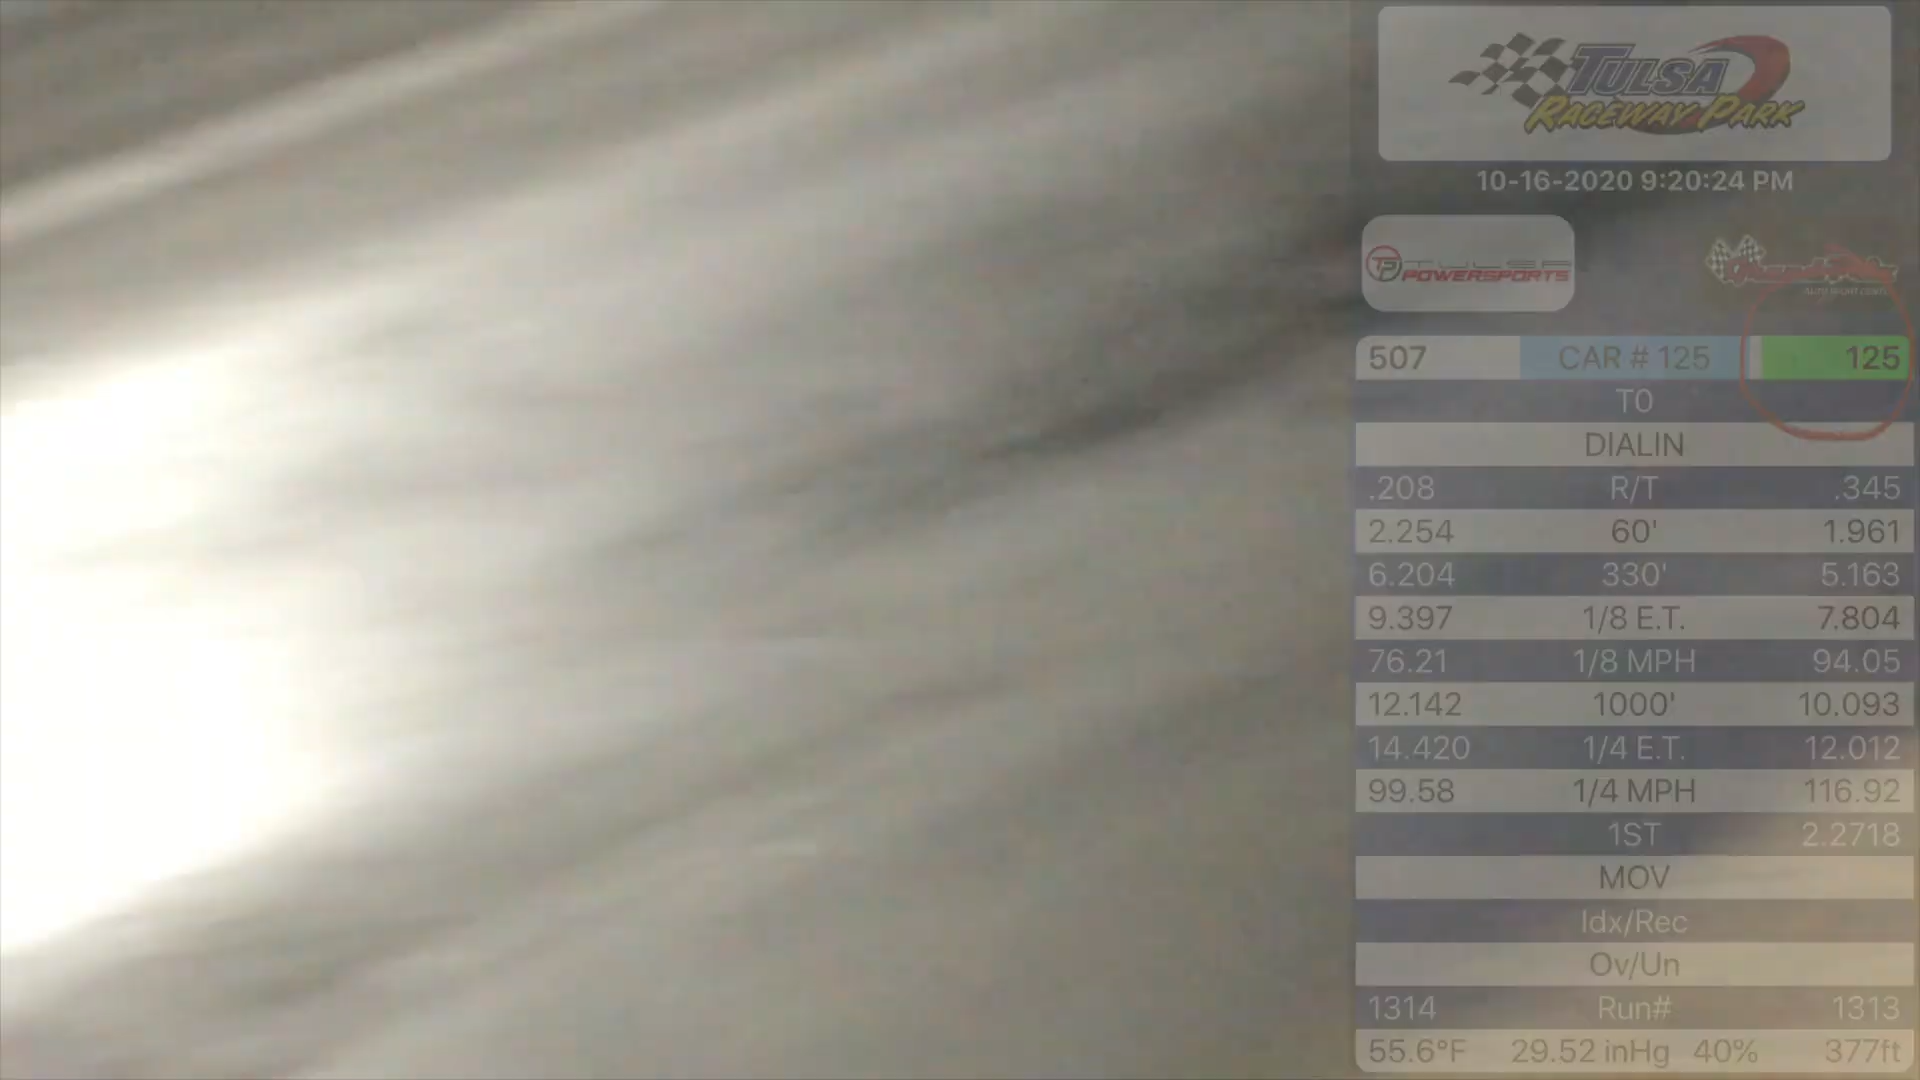 TULSA
RACEWAY PARK
10-16-2020 9:20:24 PM
POWERSPORTS
507 CAR # 125 125
TO
DIALIN
.208 R/T .345
2.254 60' 1.961
6.204 330' 5.163
9.397 1/8 E.T. 7.804
76.21 1/8 MPH 94.05
12.142 1000' 10.093
14.420 1/4 E.T. 12.012
99.58 1/4 MPH 116.92
1ST 2.2718
MOV
Idx/Rec
Ov/Un
1314 Run# 1313
55.6°F 29.52 inHg 40% 377ft